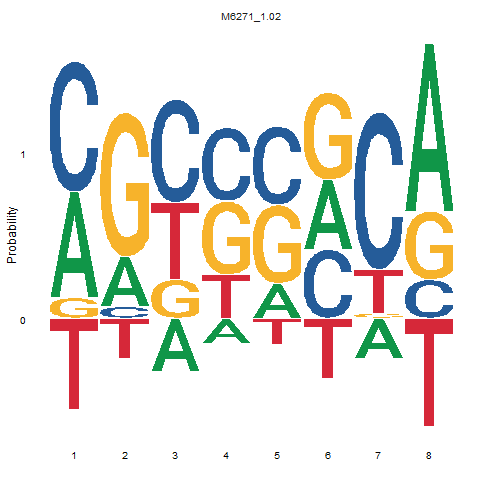 M6271_1.02
Probability
1
0
C G C C C G C A
A A T G G A T G
G C G T A C G C
T T A A T T A T
1 2 3 4 5 6 7 8